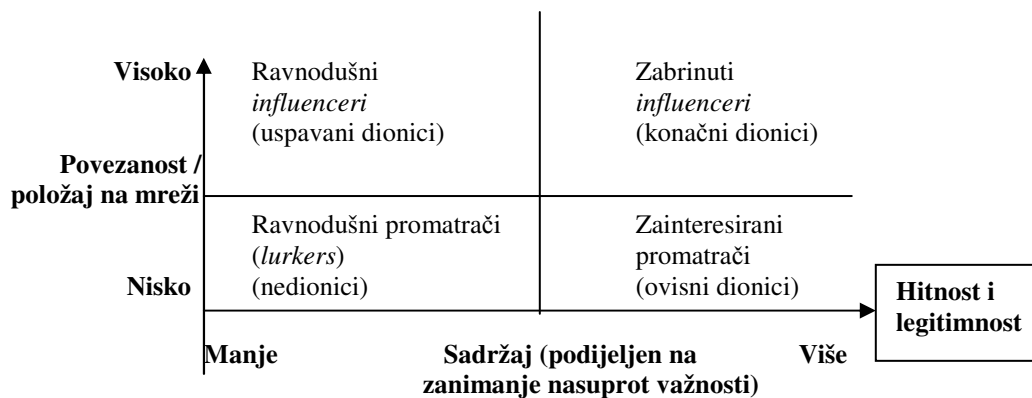 Visoko
Ravnodušni
influenceri
(uspavani dionici)
Zabrinuti
influenceri
(konačni dionici)
Povezanost /
položaj na mreži
Ravnodušni promatrači
(lurkers)
(nedionici)
Zainteresirani
promatrači
(ovisni dionici)
Nisko
Hitnost i
legitimnost
Manje
Sadržaj (podijeljen na
zanimanje nasuprot važnosti)
Više